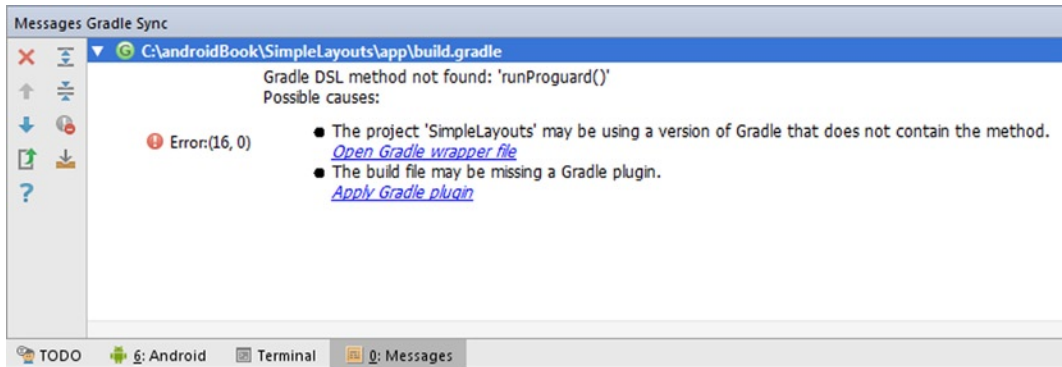 Messages Gradle Sync
C:\androidBook\SimpleLayouts\app\build.gradle
Gradle DSL method not found: 'runProguard()'
Possible causes:
Error:(16, 0)
The project 'SimpleLayouts' may be using a version of Gradle that does not contain the method.
Open Gradle wrapper file
The build file may be missing a Gradle plugin.
Apply Gradle plugin
TODO
6: Android
Terminal
0: Messages